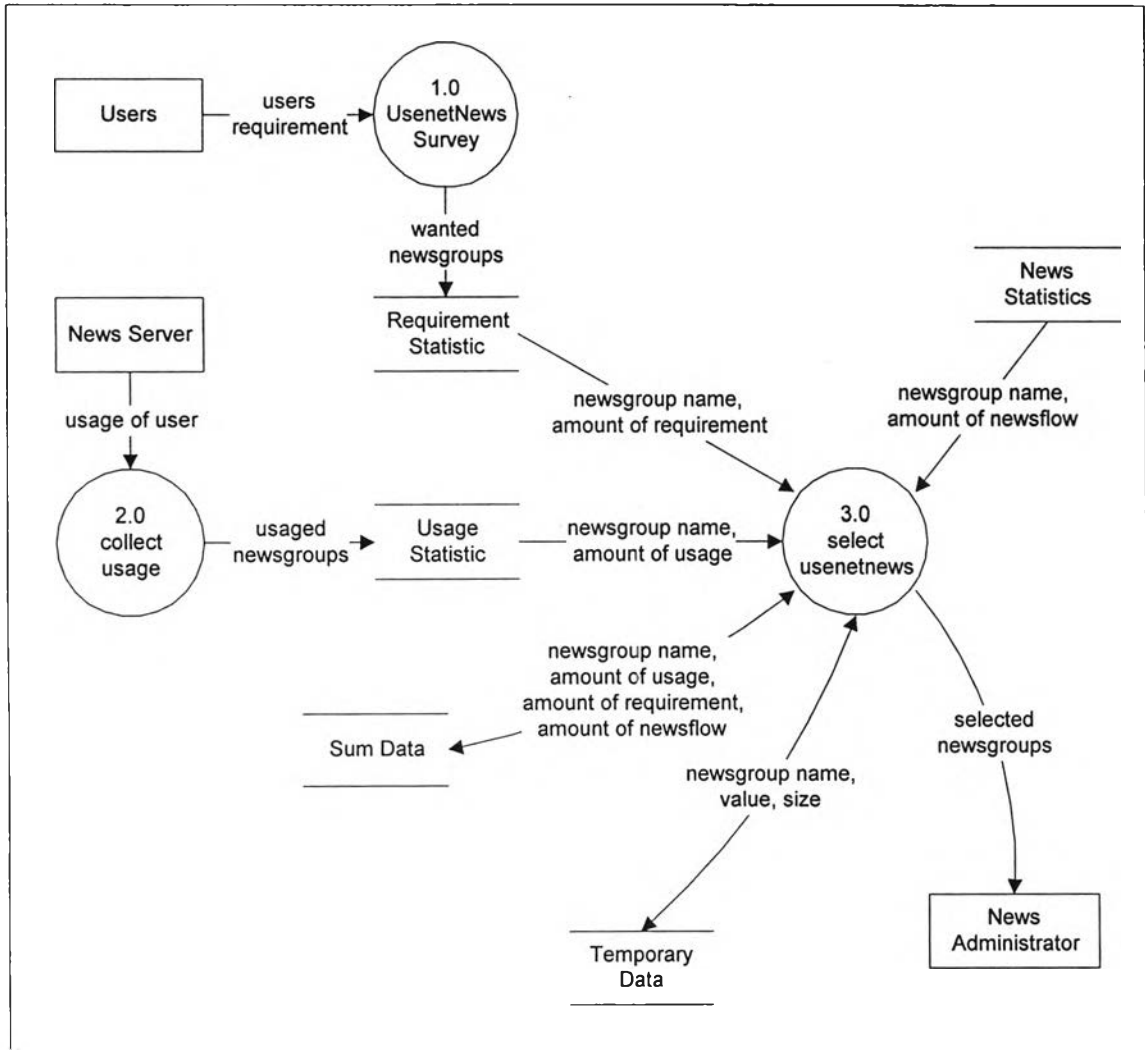 Users
users
requirement
1.0
UsenetNews
Survey
wanted
newsgroups
News
Statistics
News Server
Requirement
Statistic
usage of user
newsgroup name,
amount of requirement
newsgroup name,
amount of newsflow
2.0
collect
usage
usaged
newsgroups
Usage
Statistic
newsgroup name,
amount of usage
3.0
select
usenetnews
newsgroup name,
amount of usage,
amount of requirement,
amount of newsflow
Sum Data
selected
newsgroups
newsgroup name,
value, size
News
Administrator
Temporary
Data